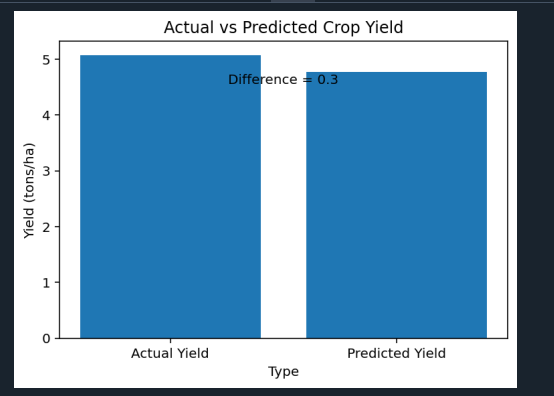 Actual vs Predicted Crop Yield
Difference = 0.3
Yield (tons/ha)
5
4
3
2
1
0
Actual Yield
Predicted Yield
Type